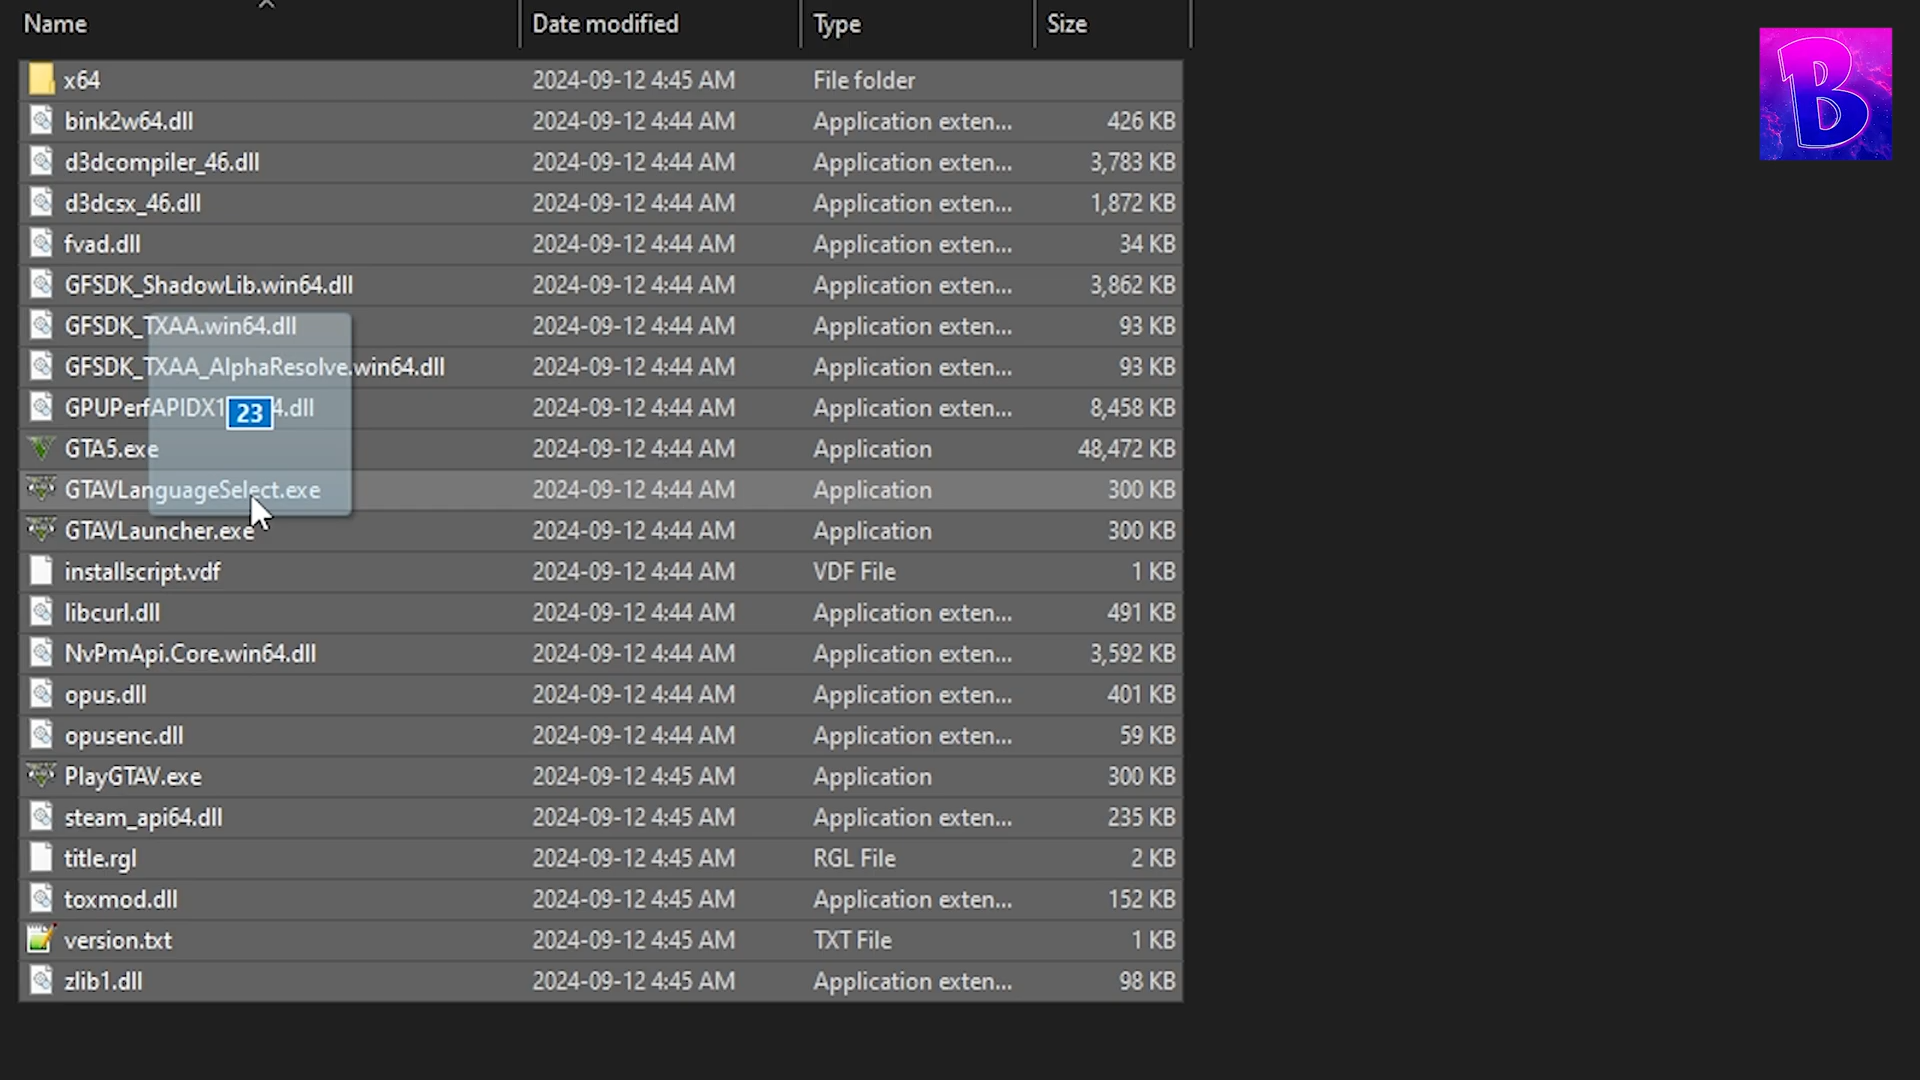 Name Date modified Type Size
x64 2024-09-12 4:45 AM File folder
bink2w64.dll 2024-09-12 4:44 AM Application exten... 426 KB
d3dcompiler_46.dll 2024-09-12 4:44 AM Application exten... 3,783 KB
d3dcsx_46.dll 2024-09-12 4:44 AM Application exten... 1,872 KB
fvad.dll 2024-09-12 4:44 AM Application exten... 34 KB
GFSDK_ShadowLib.win64.dll 2024-09-12 4:44 AM Application exten... 3,862 KB
GFSDK_TXAA.win64.dll 2024-09-12 4:44 AM Application exten... 93 KB
GFSDK_TXAA_AlphaResolve.win64.dll 2024-09-12 4:44 AM Application exten... 93 KB
GPUPerfAPIDX1 23 4.dll 2024-09-12 4:44 AM Application exten... 8,458 KB
GTA5.exe 2024-09-12 4:44 AM Application 48,472 KB
GTAVLanguageSelect.exe 2024-09-12 4:44 AM Application 300 KB
GTAVLauncher.exe 2024-09-12 4:44 AM Application 300 KB
installscript.vdf 2024-09-12 4:44 AM VDF File 1 KB
libcurl.dll 2024-09-12 4:44 AM Application exten... 491 KB
NvPmApi.Core.win64.dll 2024-09-12 4:44 AM Application exten... 3,592 KB
opus.dll 2024-09-12 4:44 AM Application exten... 401 KB
opusenc.dll 2024-09-12 4:44 AM Application exten... 59 KB
PlayGTAV.exe 2024-09-12 4:45 AM Application 300 KB
steam_api64.dll 2024-09-12 4:45 AM Application exten... 235 KB
title.rgl 2024-09-12 4:45 AM RGL File 2 KB
toxmod.dll 2024-09-12 4:45 AM Application exten... 152 KB
version.txt 2024-09-12 4:45 AM TXT File 1 KB
zlib1.dll 2024-09-12 4:45 AM Application exten... 98 KB
B